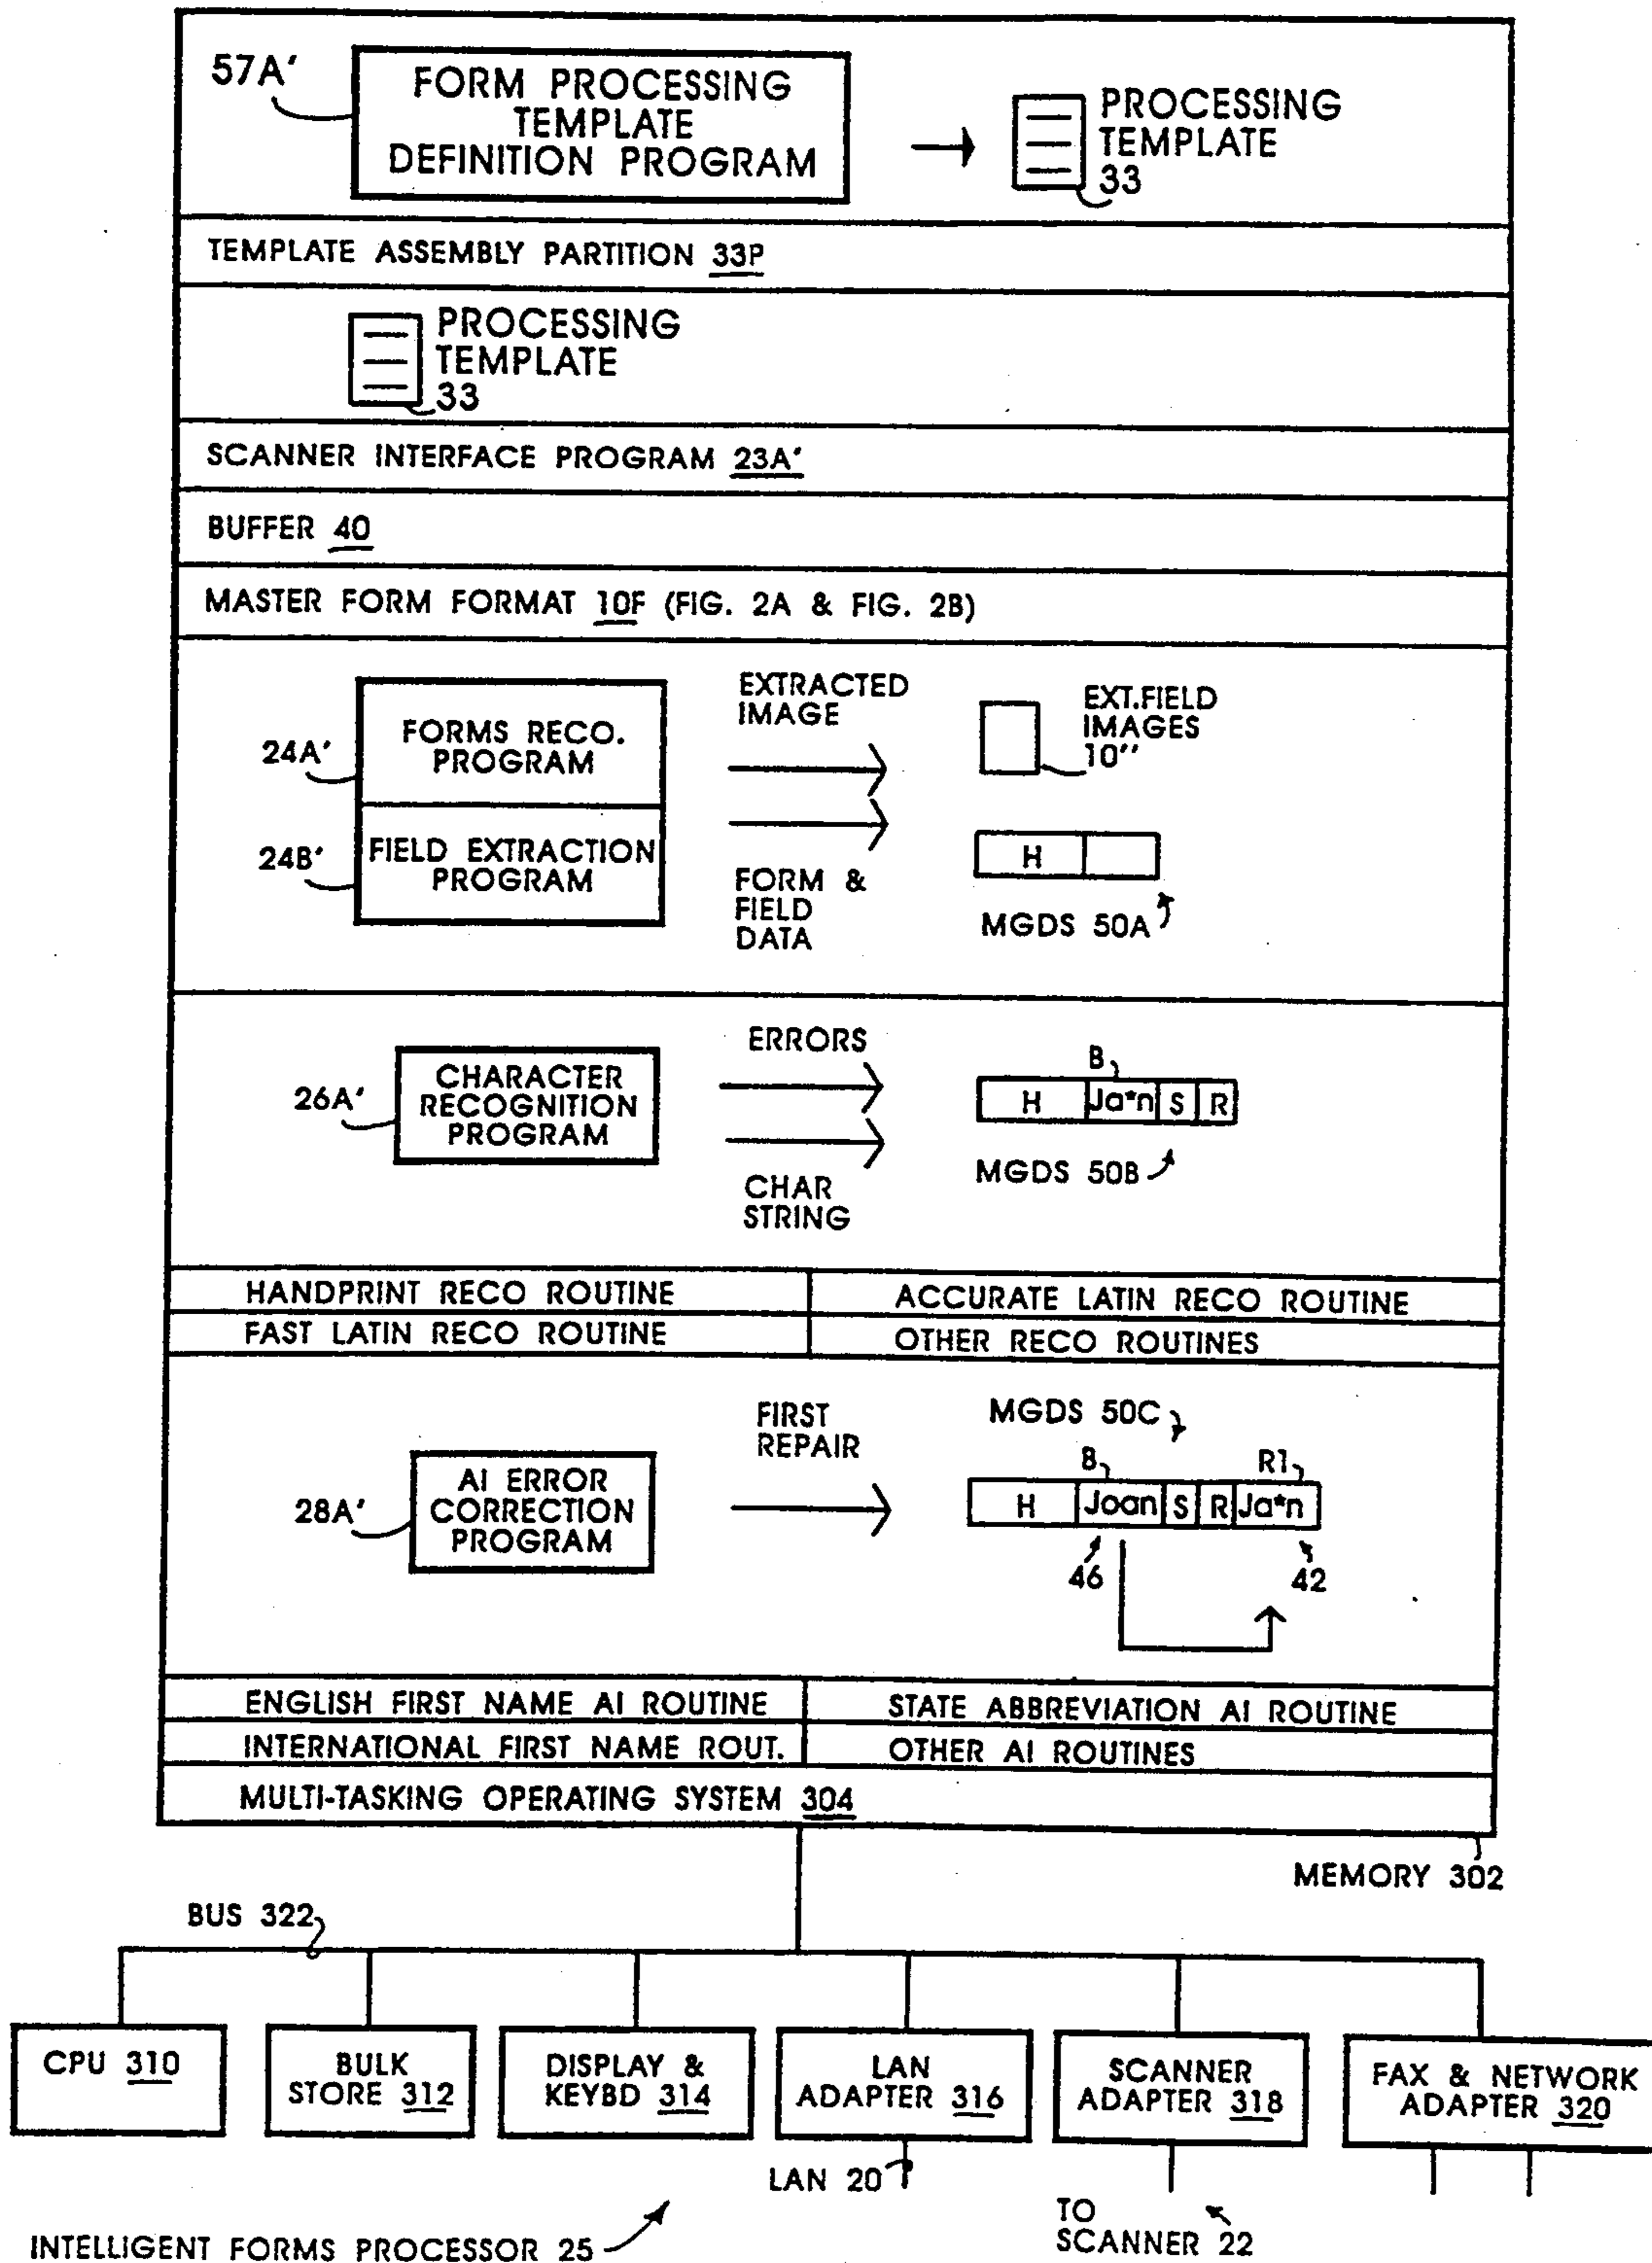 57A'
FORM PROCESSING
TEMPLATE
DEFINITION PROGRAM
PROCESSING
TEMPLATE
33
TEMPLATE ASSEMBLY PARTITION 33P
PROCESSING
TEMPLATE
33
SCANNER INTERFACE PROGRAM 23A'
BUFFER 40
MASTER FORM FORMAT 10F (FIG. 2A & FIG. 2B)
24A'
FORMS RECO.
PROGRAM
EXTRACTED
IMAGE
EXT.FIELD
IMAGES
10''
24B'
FIELD EXTRACTION
PROGRAM
FORM &
FIELD
DATA
H
MGDS 50A
26A'
CHARACTER
RECOGNITION
PROGRAM
ERRORS
CHAR
STRING
B
H Ja*n S R
MGDS 50B
HANDPRINT RECO ROUTINE
ACCURATE LATIN RECO ROUTINE
FAST LATIN RECO ROUTINE
OTHER RECO ROUTINES
28A'
AI ERROR
CORRECTION
PROGRAM
FIRST
REPAIR
MGDS 50C
B R1
H Joan S R Ja*n
46 42
ENGLISH FIRST NAME AI ROUTINE
STATE ABBREVIATION AI ROUTINE
INTERNATIONAL FIRST NAME ROUT.
OTHER AI ROUTINES
MULTI-TASKING OPERATING SYSTEM 304
MEMORY 302
BUS 322
CPU 310
BULK
STORE 312
DISPLAY &
KEYBD 314
LAN
ADAPTER 316
SCANNER
ADAPTER 318
FAX & NETWORK
ADAPTER 320
LAN 20
TO
SCANNER 22
INTELLIGENT FORMS PROCESSOR 25